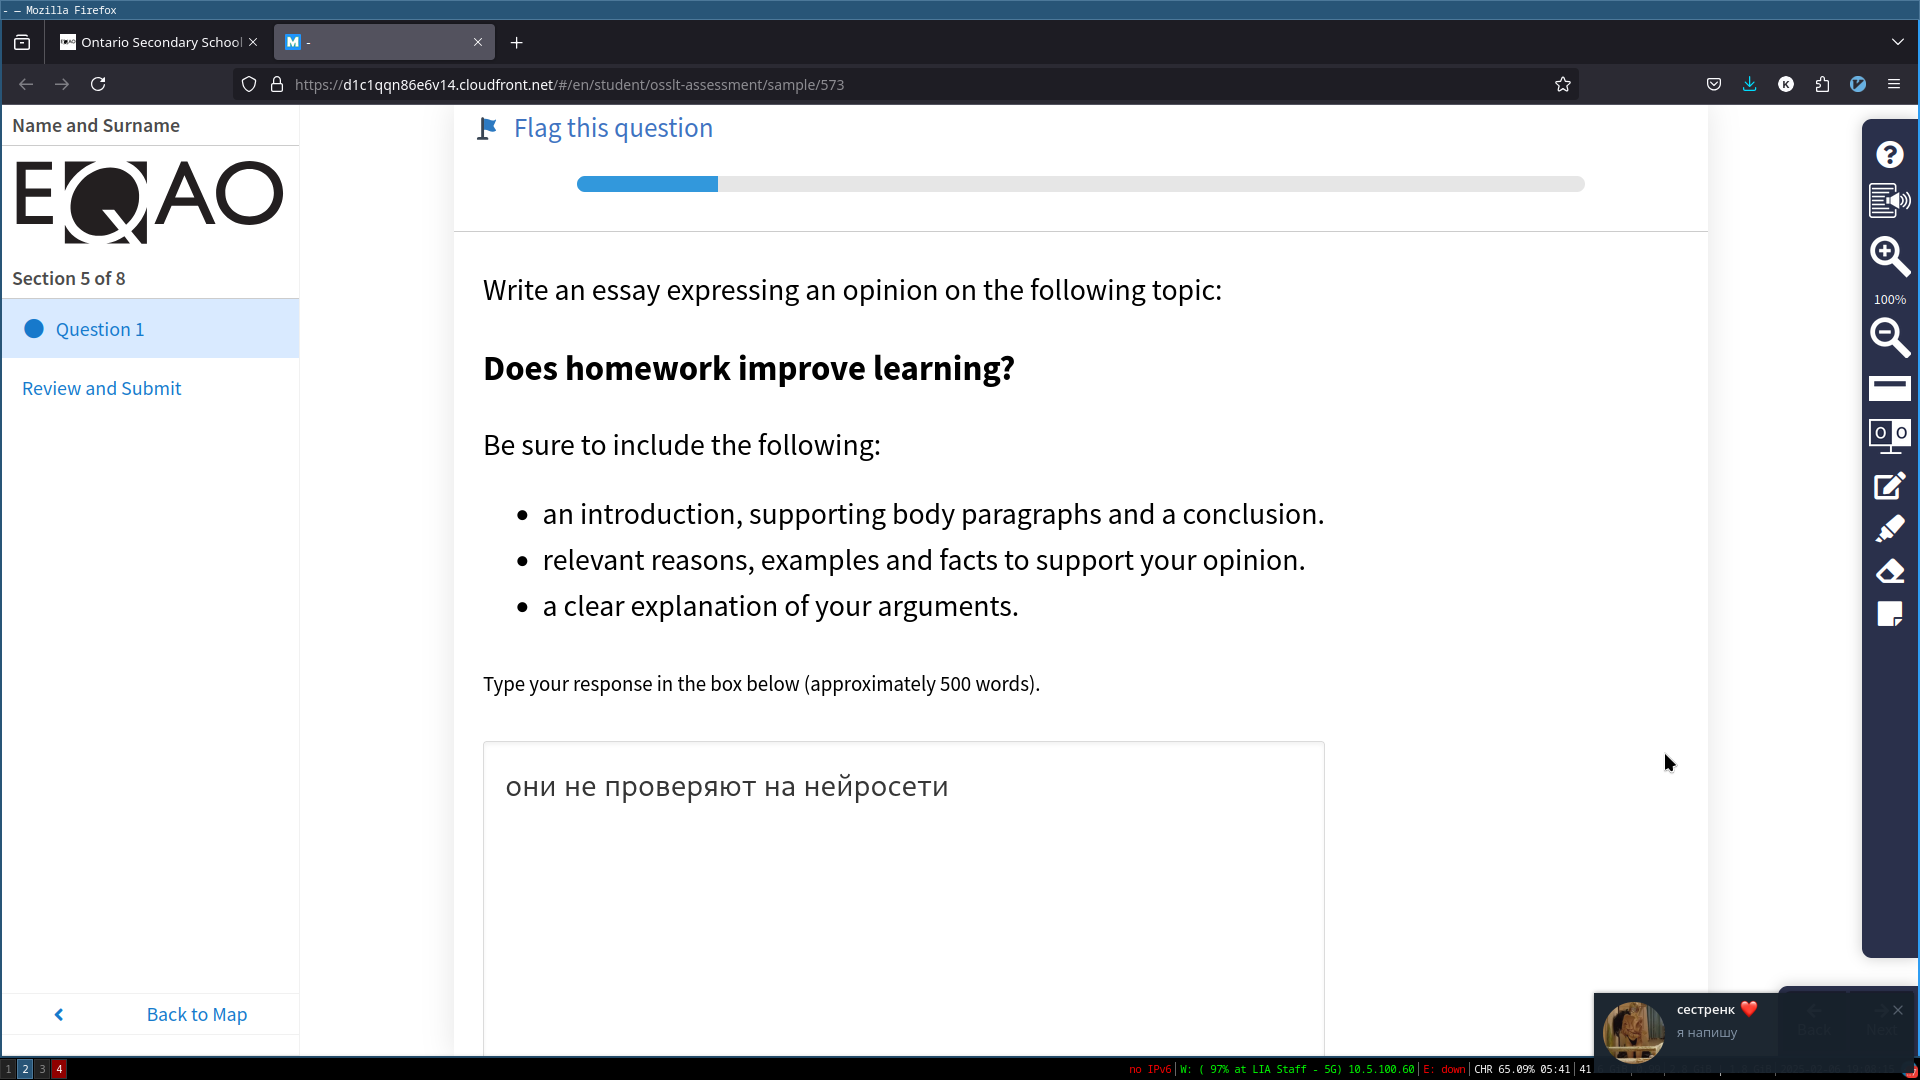 - — Mozilla Firefox
Ontario Secondary School
M -
https://d1c1qqn86e6v14.cloudfront.net/#/en/student/osslt-assessment/sample/573
K
Name and Surname
EQAO
Section 5 of 8
Question 1
Review and Submit
Back to Map
Flag this question
Write an essay expressing an opinion on the following topic:
Does homework improve learning?
Be sure to include the following:
• an introduction, supporting body paragraphs and a conclusion.
• relevant reasons, examples and facts to support your opinion.
• a clear explanation of your arguments.
Type your response in the box below (approximately 500 words).
они не проверяют на нейросети
100%
сестренк ❤️
я напишу
1 2 3 4
no IPv6 | W: ( 97% at LIA Staff - 5G) 10.5.100.60 | E: down | CHR 65.09% 05:41 | 41